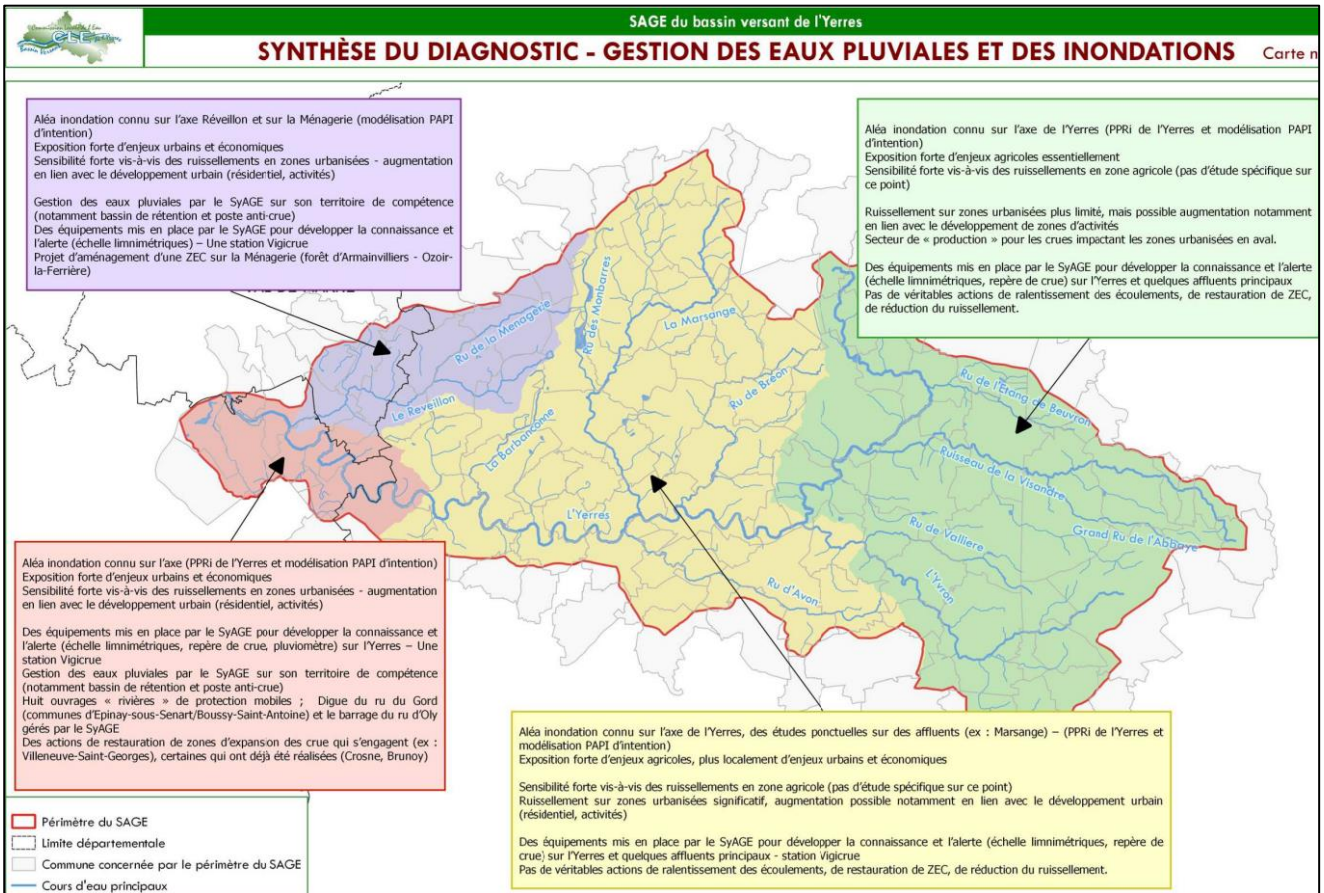 SAGE du bassin versant de l'Yerres
SYNTHÈSE DU DIAGNOSTIC - GESTION DES EAUX PLUVIALES ET DES INONDATIONS
Carte n
CLE
Aléa inondation connu sur l'axe Réveillon et sur la Ménagerie (modélisation PAPI
d'intention)
Exposition forte d'enjeux urbains et économiques
Sensibilité forte vis-à-vis des ruissellements en zones urbanisées - augmentation
en lien avec le développement urbain (résidentiel, activités)
Gestion des eaux pluviales par le SyAGE sur son territoire de compétence
(notamment bassin de rétention et poste anti-crue)
Des équipements mis en place par le SyAGE pour développer la connaissance et
l'alerte (échelle limnimétriques) – Une station Vigicrue
Projet d'aménagement d'une ZEC sur la Ménagerie (forêt d'Armainvilliers - Ozoir-
la-Ferrière)
Aléa inondation connu sur l'axe de l'Yerres (PPRi de l'Yerres et modélisation PAPI
d'intention)
Exposition forte d'enjeux agricoles essentiellement
Sensibilité forte vis-à-vis des ruissellements en zone agricole (pas d'étude spécifique sur
ce point)
Ruissellement sur zones urbanisées plus limité, mais possible augmentation notamment
en lien avec le développement de zones d'activités
Secteur de « production » pour les crues impactant les zones urbanisées en aval.
Des équipements mis en place par le SyAGE pour développer la connaissance et l'alerte
(échelle limnimétriques, repère de crue) sur l'Yerres et quelques affluents principaux
Pas de véritables actions de ralentissement des écoulements, de restauration de ZEC,
de réduction du ruissellement.
Ru de la Menagerie
Ru des Monbarres
La Marsange
Ru de Bréon
Le Reveillon
La Barbanconne
L'Yerres
Ru d'Avon
Ru de l'Etang de Beuvron
Ruisseau de la Visandre
Ru de Valliere
Grand Ru de l'Abbaye
L'Yvron
Aléa inondation connu sur l'axe (PPRi de l'Yerres et modélisation PAPI d'intention)
Exposition forte d'enjeux urbains et économiques
Sensibilité forte vis-à-vis des ruissellements en zones urbanisées - augmentation
en lien avec le développement urbain (résidentiel, activités)
Des équipements mis en place par le SyAGE pour développer la connaissance et
l'alerte (échelle limnimétriques, repère de crue, pluviomètre) sur l'Yerres – Une
station Vigicrue
Gestion des eaux pluviales par le SyAGE sur son territoire de compétence
(notamment bassin de rétention et poste anti-crue)
Huit ouvrages « rivières » de protection mobiles ; Digue du ru du Gord
(communes d'Epinay-sous-Senart/Boussy-Saint-Antoine) et le barrage du ru d'Oly
gérés par le SyAGE
Des actions de restauration de zones d'expansion des crue qui s'engagent (ex :
Villeneuve-Saint-Georges), certaines qui ont déjà été réalisées (Crosne, Brunoy)
Aléa inondation connu sur l'axe de l'Yerres, des études ponctuelles sur des affluents (ex : Marsange) – (PPRi de l'Yerres et
modélisation PAPI d'intention)
Exposition forte d'enjeux agricoles, plus localement d'enjeux urbains et économiques
Sensibilité forte vis-à-vis des ruissellements en zone agricole (pas d'étude spécifique sur ce point)
Ruissellement sur zones urbanisées significatif, augmentation possible notamment en lien avec le développement urbain
(résidentiel, activités)
Des équipements mis en place par le SyAGE pour développer la connaissance et l'alerte (échelle limnimétriques, repère de
crue) sur l'Yerres et quelques affluents principaux - station Vigicrue
Pas de véritables actions de ralentissement des écoulements, de restauration de ZEC, de réduction du ruissellement.
Périmètre du SAGE
Limite départementale
Commune concernée par le périmètre du SAGE
Cours d'eau principaux